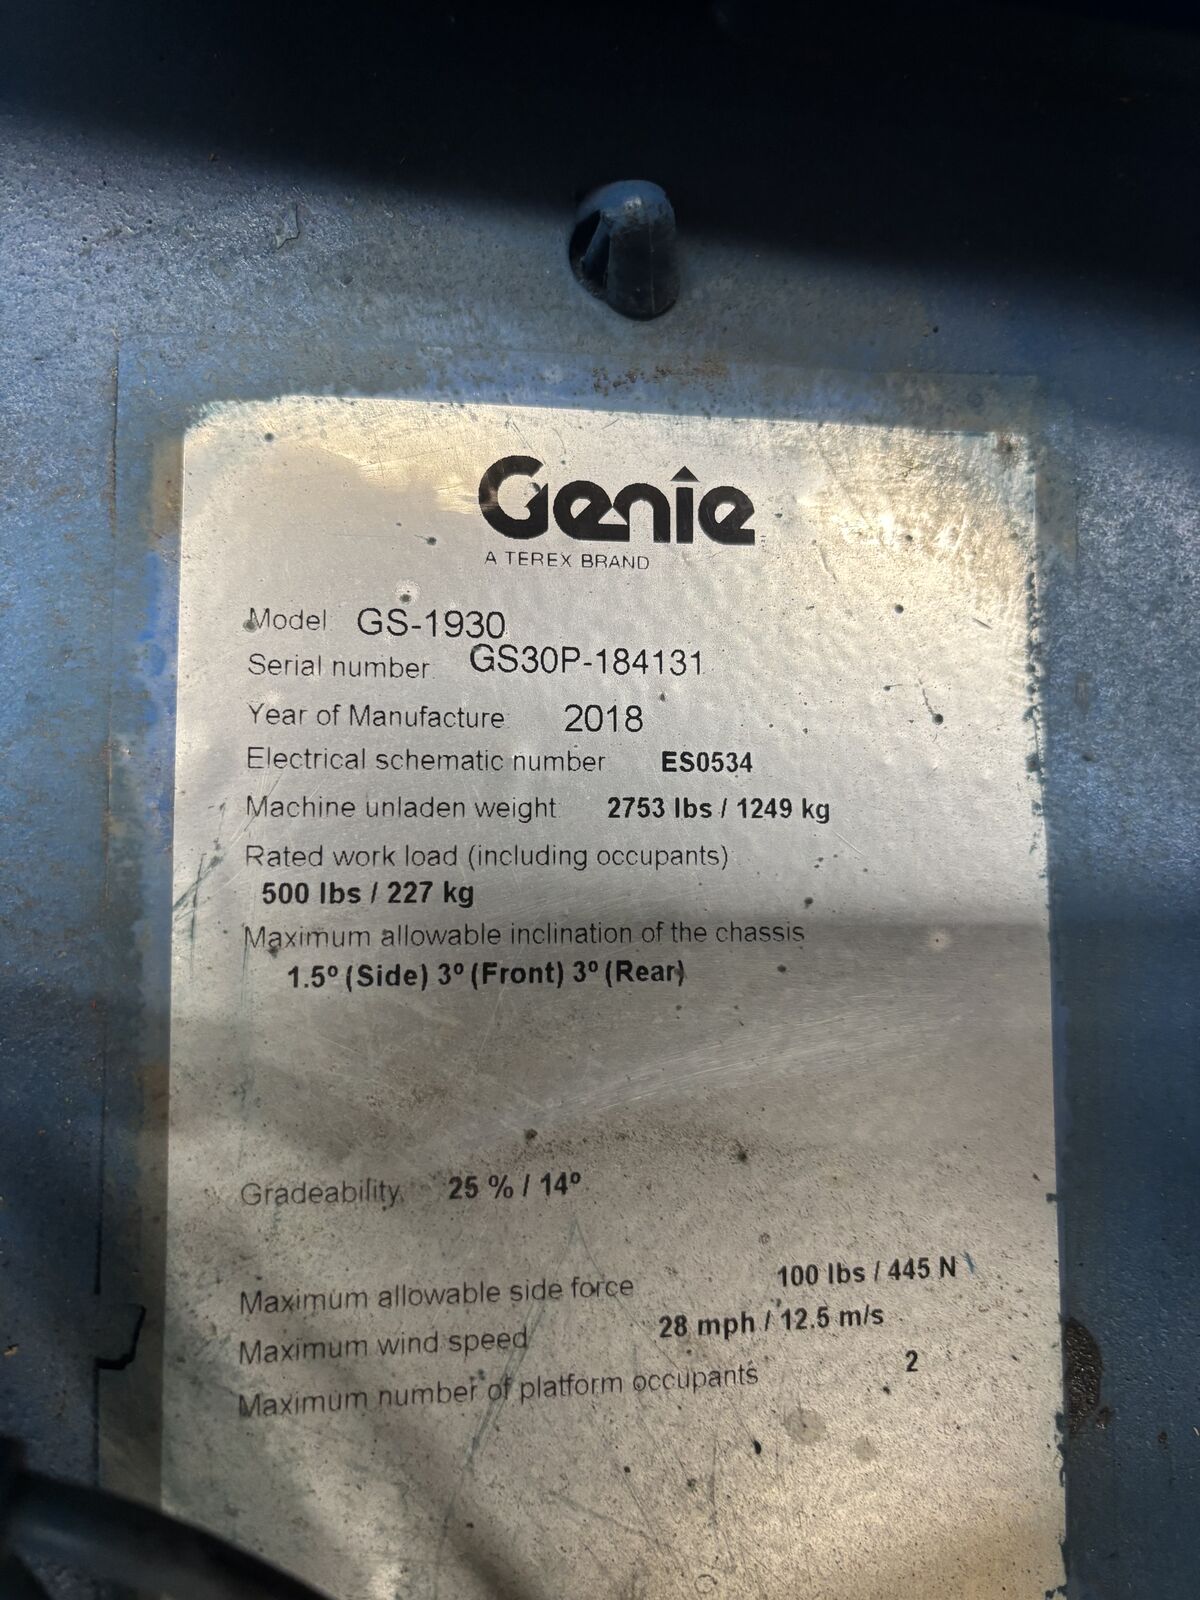 Genie
A TEREX BRAND
Model GS-1930
Serial number GS30P-184131
Year of Manufacture 2018
Electrical schematic number ES0534
Machine unladen weight 2753 lbs / 1249 kg
Rated work load (including occupants)
500 lbs / 227 kg
Maximum allowable inclination of the chassis
1.5º (Side) 3º (Front) 3º (Rear)
Gradeability 25 % / 14º
Maximum allowable side force 100 lbs / 445 N
Maximum wind speed 28 mph / 12.5 m/s
Maximum number of platform occupants 2